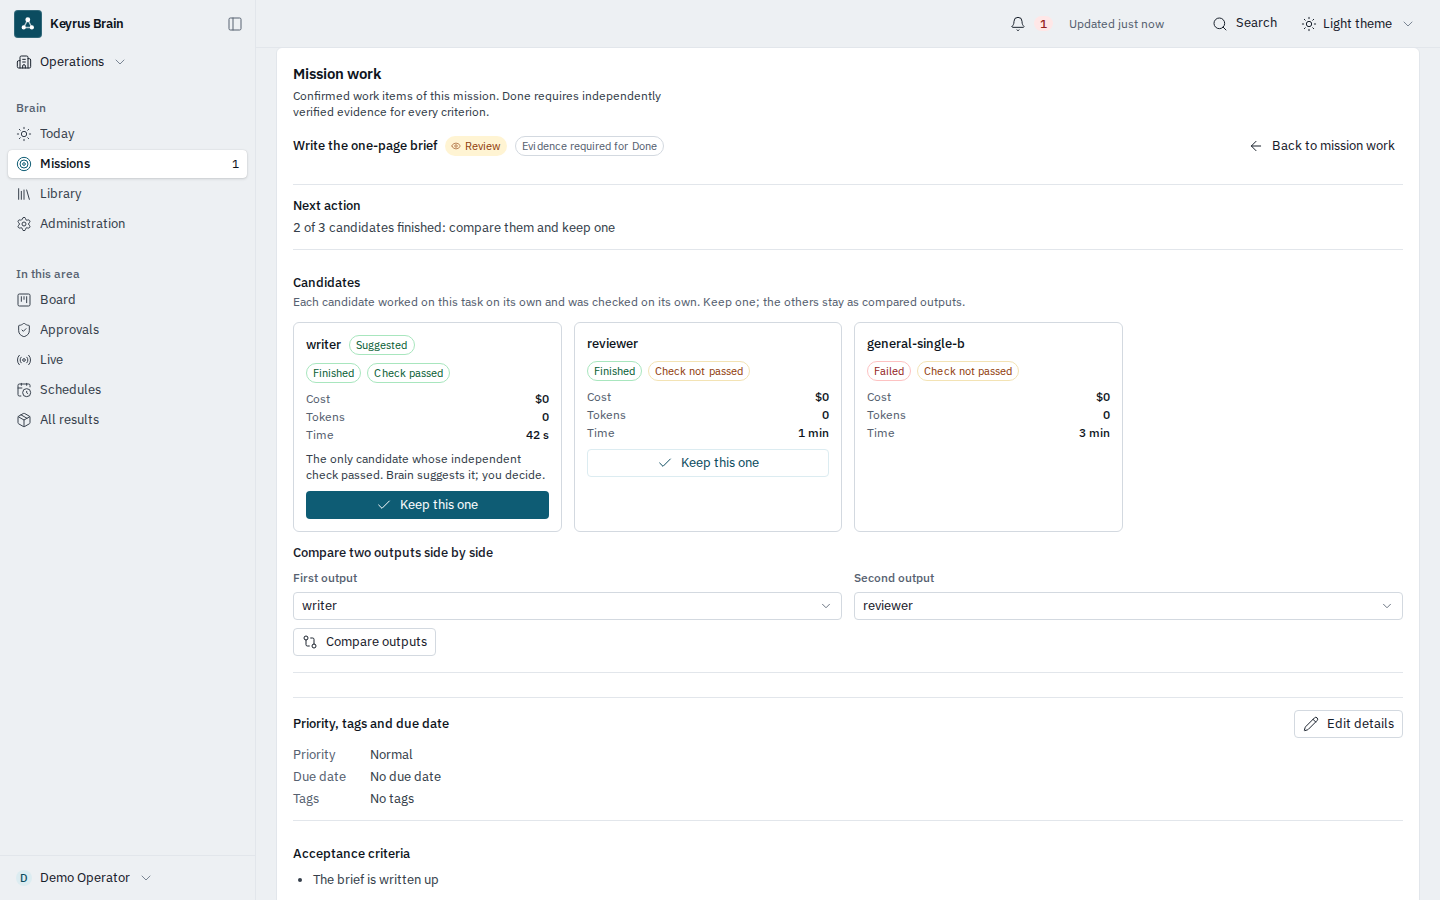 Keyrus Brain
1
Updated just now
Search
Light theme
Operations
Brain
Today
Missions
1
Library
Administration
In this area
Board
Approvals
Live
Schedules
All results
D
Demo Operator
Mission work
Confirmed work items of this mission. Done requires independently
verified evidence for every criterion.
Write the one-page brief
Review
Evidence required for Done
Back to mission work
Next action
2 of 3 candidates finished: compare them and keep one
Candidates
Each candidate worked on this task on its own and was checked on its own. Keep one; the others stay as compared outputs.
writer
Suggested
Finished
Check passed
Cost $0
Tokens 0
Time 42 s
The only candidate whose independent
check passed. Brain suggests it; you decide.
Keep this one
reviewer
Finished
Check not passed
Cost $0
Tokens 0
Time 1 min
Keep this one
general-single-b
Failed
Check not passed
Cost $0
Tokens 0
Time 3 min
Compare two outputs side by side
First output
writer
Second output
reviewer
Compare outputs
Priority, tags and due date
Edit details
Priority Normal
Due date No due date
Tags No tags
Acceptance criteria
• The brief is written up